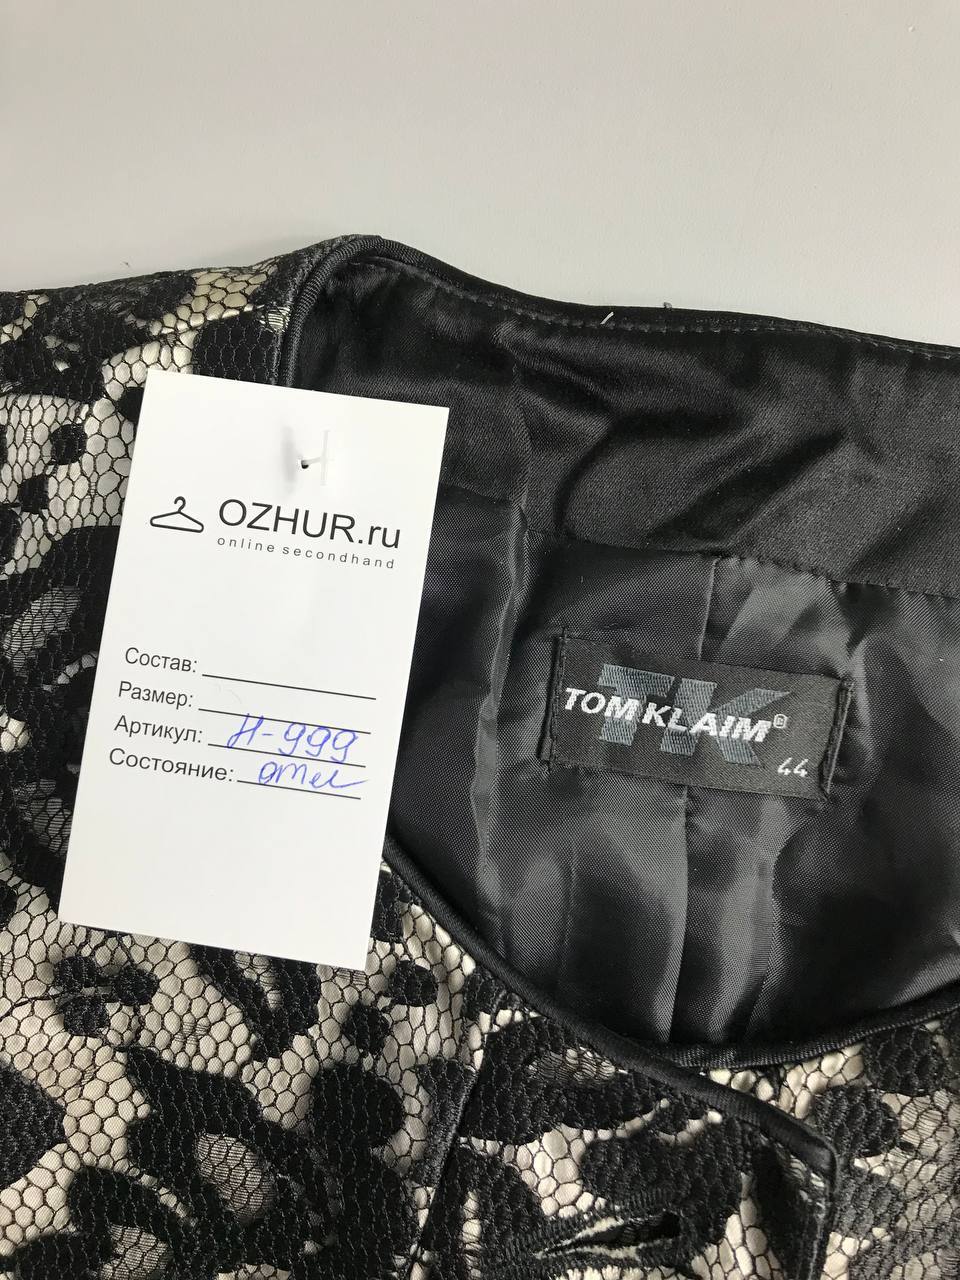 OZHUR.ru
online secondhand
Состав:
Размер:
Артикул: Н-999
Состояние: отл
TK
TOM KLAIM®
44